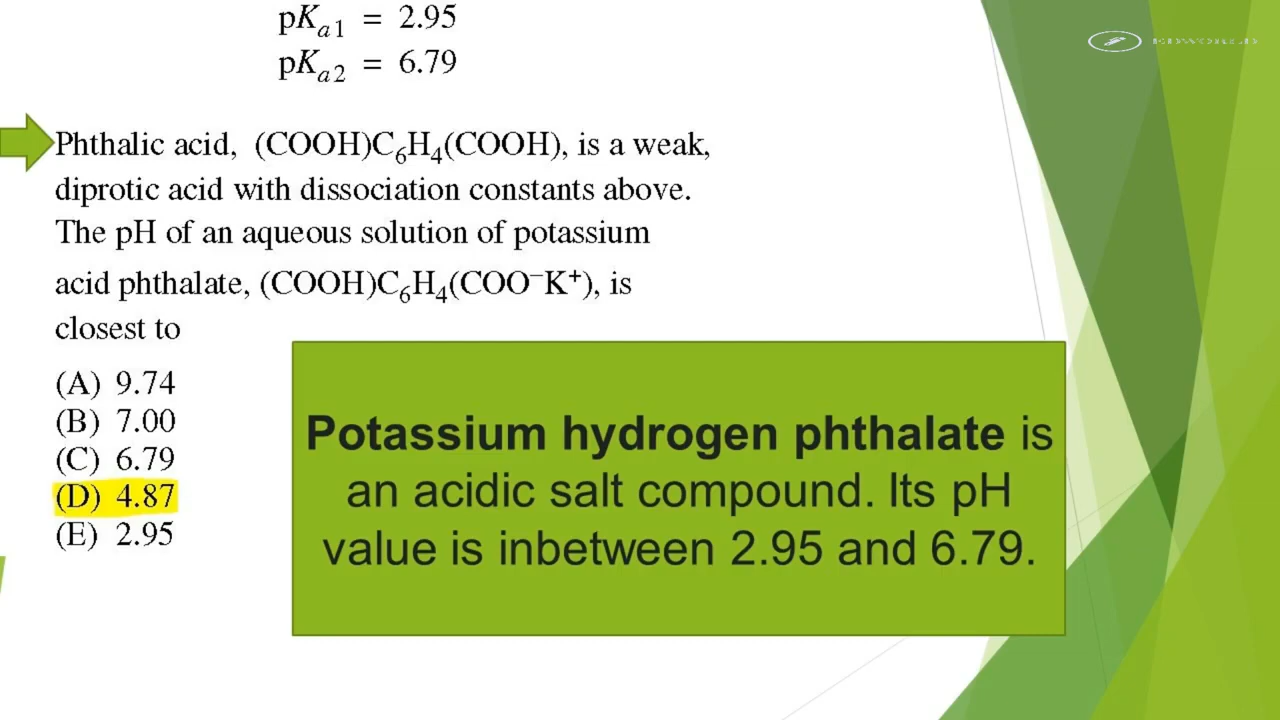 pKa1 = 2.95
pKa2 = 6.79
Phthalic acid, (COOH)C6H4(COOH), is a weak,
diprotic acid with dissociation constants above.
The pH of an aqueous solution of potassium
acid phthalate, (COOH)C6H4(COO−K+), is
closest to
(A) 9.74
(B) 7.00
(C) 6.79
(D) 4.87
(E) 2.95
Potassium hydrogen phthalate is
an acidic salt compound. Its pH
value is inbetween 2.95 and 6.79.